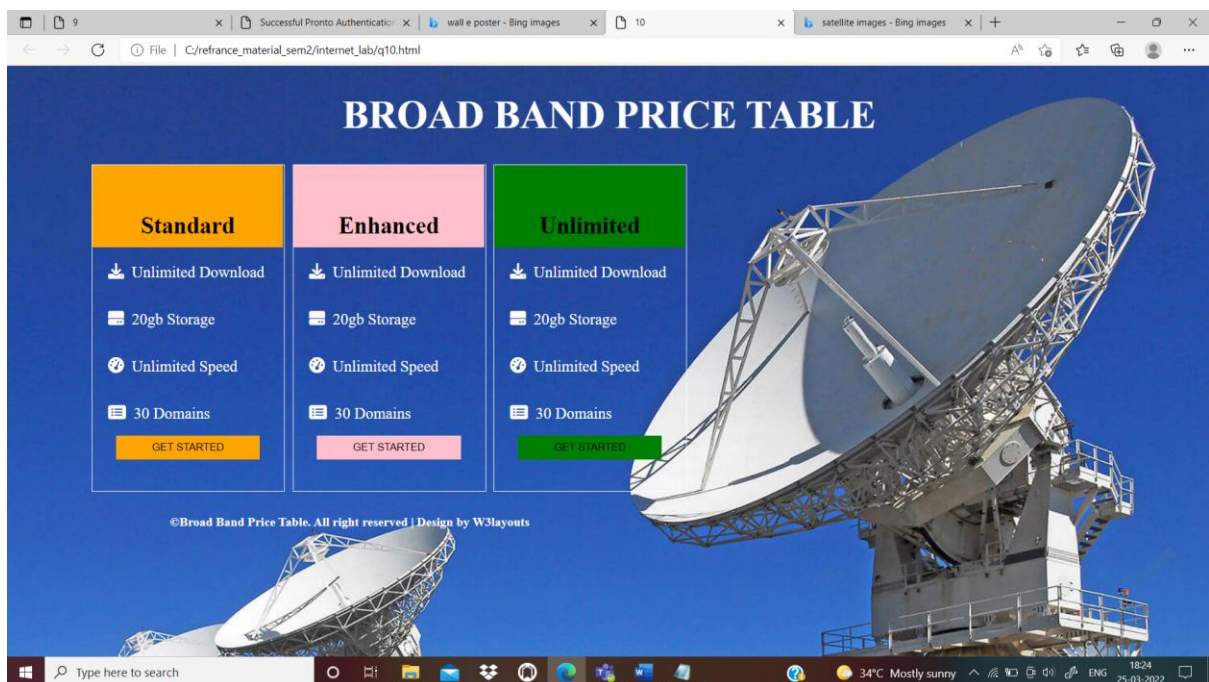 9
Successful Pronto Authentication
wall e poster - Bing images
10
satellite images - Bing images
File | C:/refrance_material_sem2/internet_lab/q10.html
BROAD BAND PRICE TABLE
Standard
Unlimited Download
20gb Storage
Unlimited Speed
30 Domains
GET STARTED
Enhanced
Unlimited Download
20gb Storage
Unlimited Speed
30 Domains
GET STARTED
Unlimited
Unlimited Download
20gb Storage
Unlimited Speed
30 Domains
GET STARTED
©Broad Band Price Table. All right reserved | Design by W3layouts
Type here to search
34°C Mostly sunny
ENG
18:24
25-03-2022